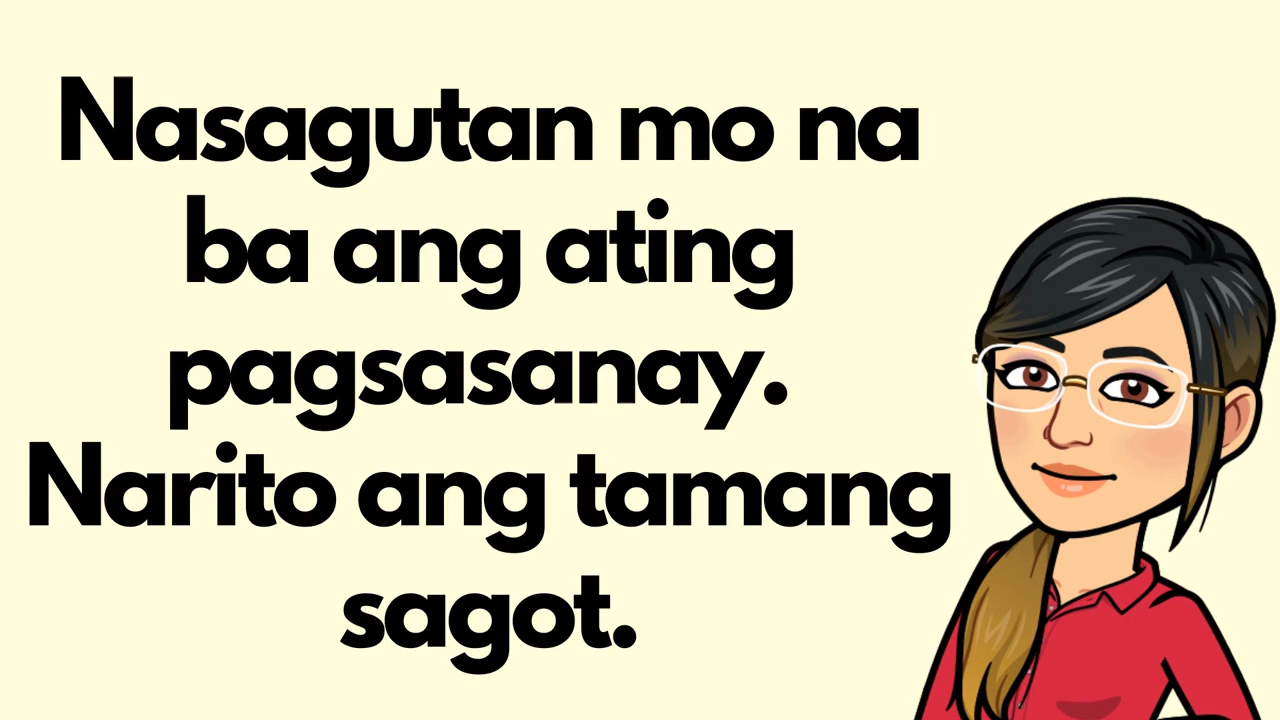 Nasagutan mo na
ba ang ating
pagsasanay.
Narito ang tamang
sagot.